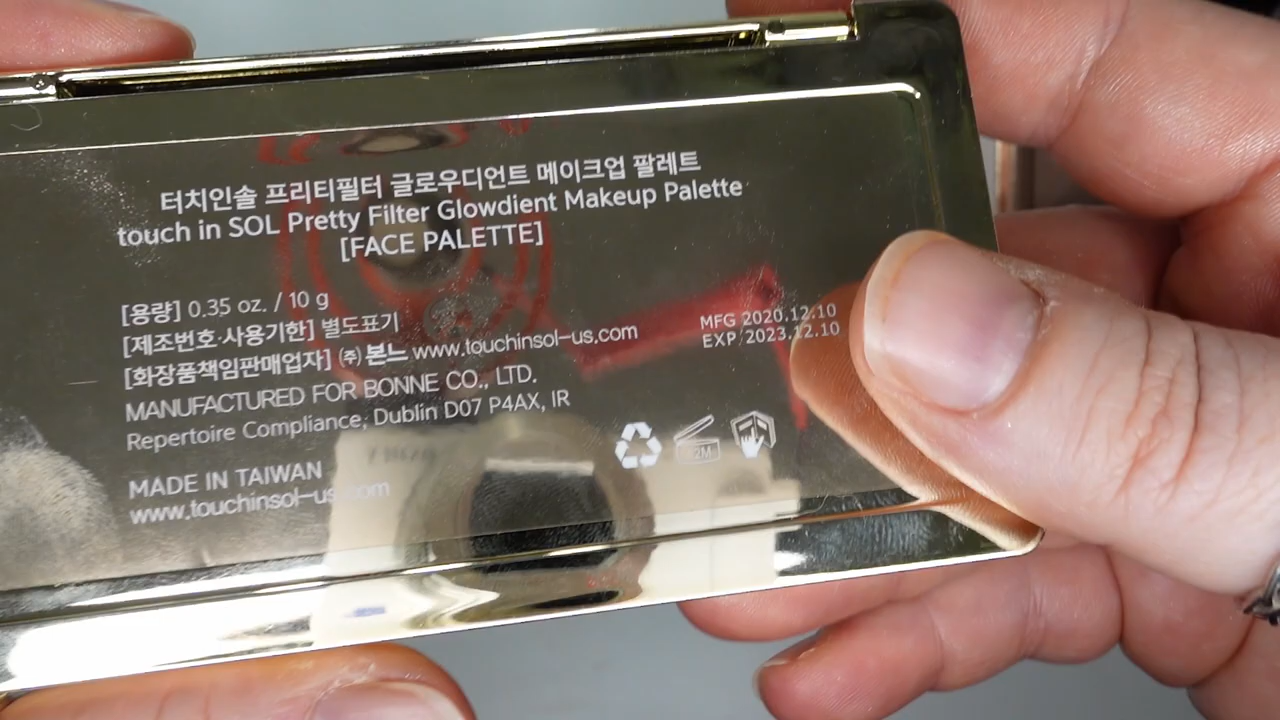 터치인솔 프리티필터 글로우디언트 메이크업 팔레트
touch in SOL Pretty Filter Glowdient Makeup Palette
[FACE PALETTE]
[용량] 0.35 oz. / 10 g
[제조번호·사용기한] 별도표기
[화장품책임판매업자] ㈜ 본느 www.touchinsol-us.com
MANUFACTURED FOR BONNE CO., LTD.
Repertoire Compliance, Dublin D07 P4AX, IR
MADE IN TAIWAN
www.touchinsol-us.com
MFG 2020.12.10
EXP 2023.12.10